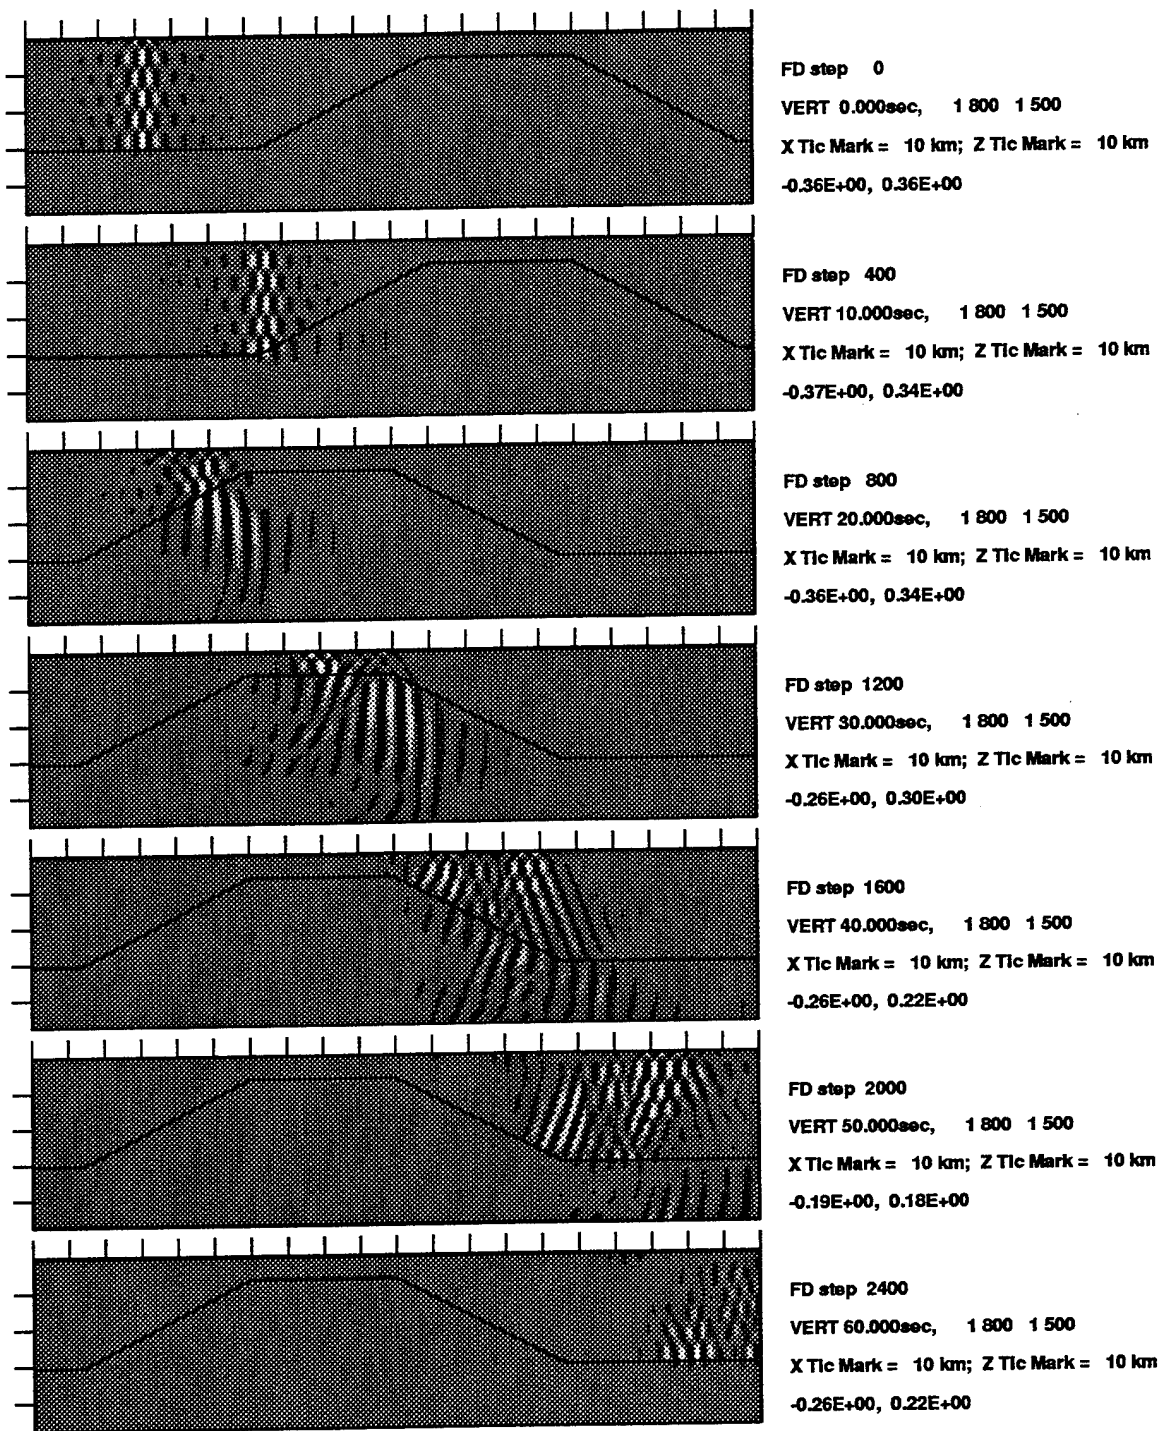 FD step 0
VERT 0.000sec, 1 800 1 500
X Tic Mark = 10 km; Z Tic Mark = 10 km
-0.36E+00, 0.36E+00
FD step 400
VERT 10.000sec, 1 800 1 500
X Tic Mark = 10 km; Z Tic Mark = 10 km
-0.37E+00, 0.34E+00
FD step 800
VERT 20.000sec, 1 800 1 500
X Tic Mark = 10 km; Z Tic Mark = 10 km
-0.36E+00, 0.34E+00
FD step 1200
VERT 30.000sec, 1 800 1 500
X Tic Mark = 10 km; Z Tic Mark = 10 km
-0.26E+00, 0.30E+00
FD step 1600
VERT 40.000sec, 1 800 1 500
X Tic Mark = 10 km; Z Tic Mark = 10 km
-0.26E+00, 0.22E+00
FD step 2000
VERT 50.000sec, 1 800 1 500
X Tic Mark = 10 km; Z Tic Mark = 10 km
-0.19E+00, 0.18E+00
FD step 2400
VERT 60.000sec, 1 800 1 500
X Tic Mark = 10 km; Z Tic Mark = 10 km
-0.26E+00, 0.22E+00